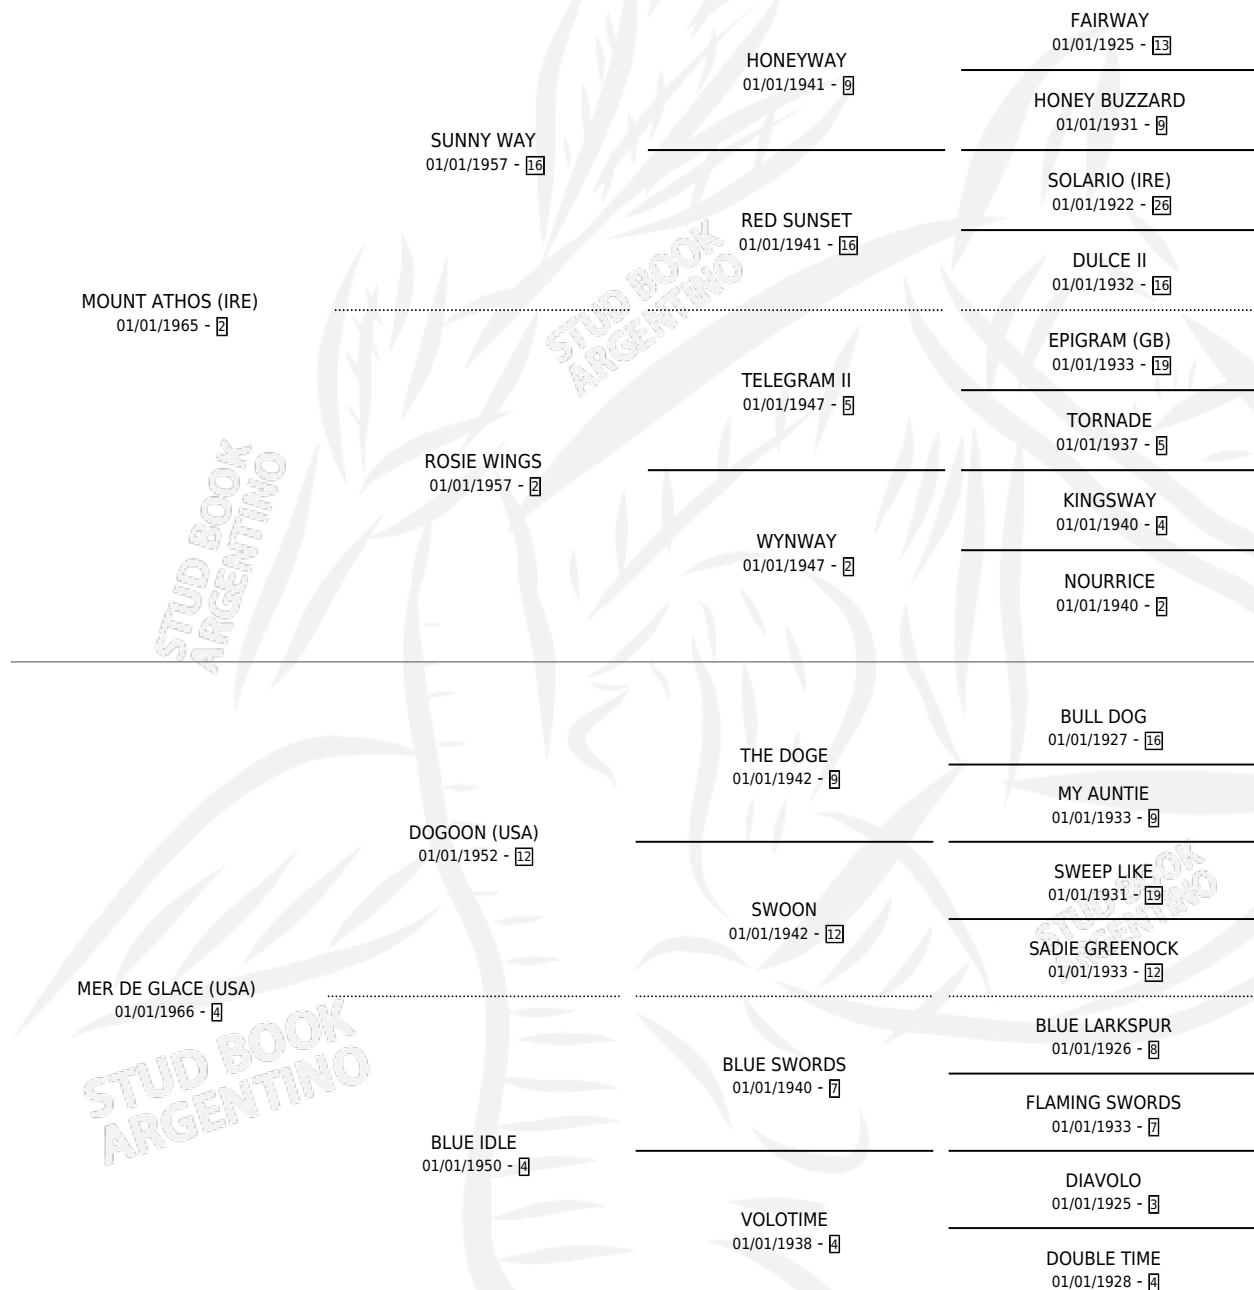 FAIRWAY
01/01/1925 - 13
HONEYWAY
01/01/1941 - 9
HONEY BUZZARD
01/01/1931 - 9
SUNNY WAY
01/01/1957 - 16
SOLARIO (IRE)
01/01/1922 - 26
RED SUNSET
01/01/1941 - 16
DULCE II
01/01/1932 - 16
MOUNT ATHOS (IRE)
01/01/1965 - 2
EPIGRAM (GB)
01/01/1933 - 19
TELEGRAM II
01/01/1947 - 5
TORNADE
01/01/1937 - 5
ROSIE WINGS
01/01/1957 - 2
KINGSWAY
01/01/1940 - 4
WYNWAY
01/01/1947 - 2
NOURRICE
01/01/1940 - 2
BULL DOG
01/01/1927 - 16
THE DOGE
01/01/1942 - 9
MY AUNTIE
01/01/1933 - 9
DOGOON (USA)
01/01/1952 - 12
SWEEP LIKE
01/01/1931 - 19
SWOON
01/01/1942 - 12
SADIE GREENOCK
01/01/1933 - 12
MER DE GLACE (USA)
01/01/1966 - 4
BLUE LARKSPUR
01/01/1926 - 8
BLUE SWORDS
01/01/1940 - 7
FLAMING SWORDS
01/01/1933 - 7
BLUE IDLE
01/01/1950 - 4
DIAVOLO
01/01/1925 - 3
VOLOTIME
01/01/1938 - 4
DOUBLE TIME
01/01/1928 - 4
STUD BOOK
ARGENTINO
STUD BOOK
ARGENTINO
STUD BOOK
ARGENTINO
STUD BOOK
ARGENTINO